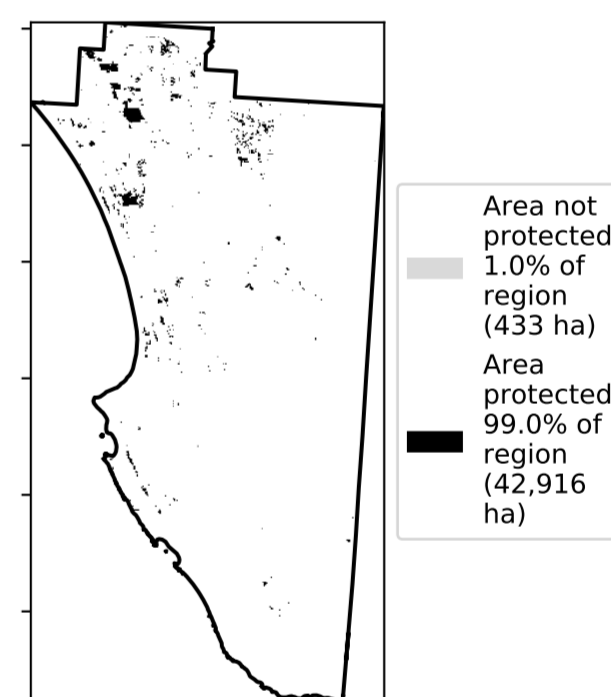 Area not
protected
1.0% of
region
(433 ha)
Area
protected
99.0% of
region
(42,916
ha)